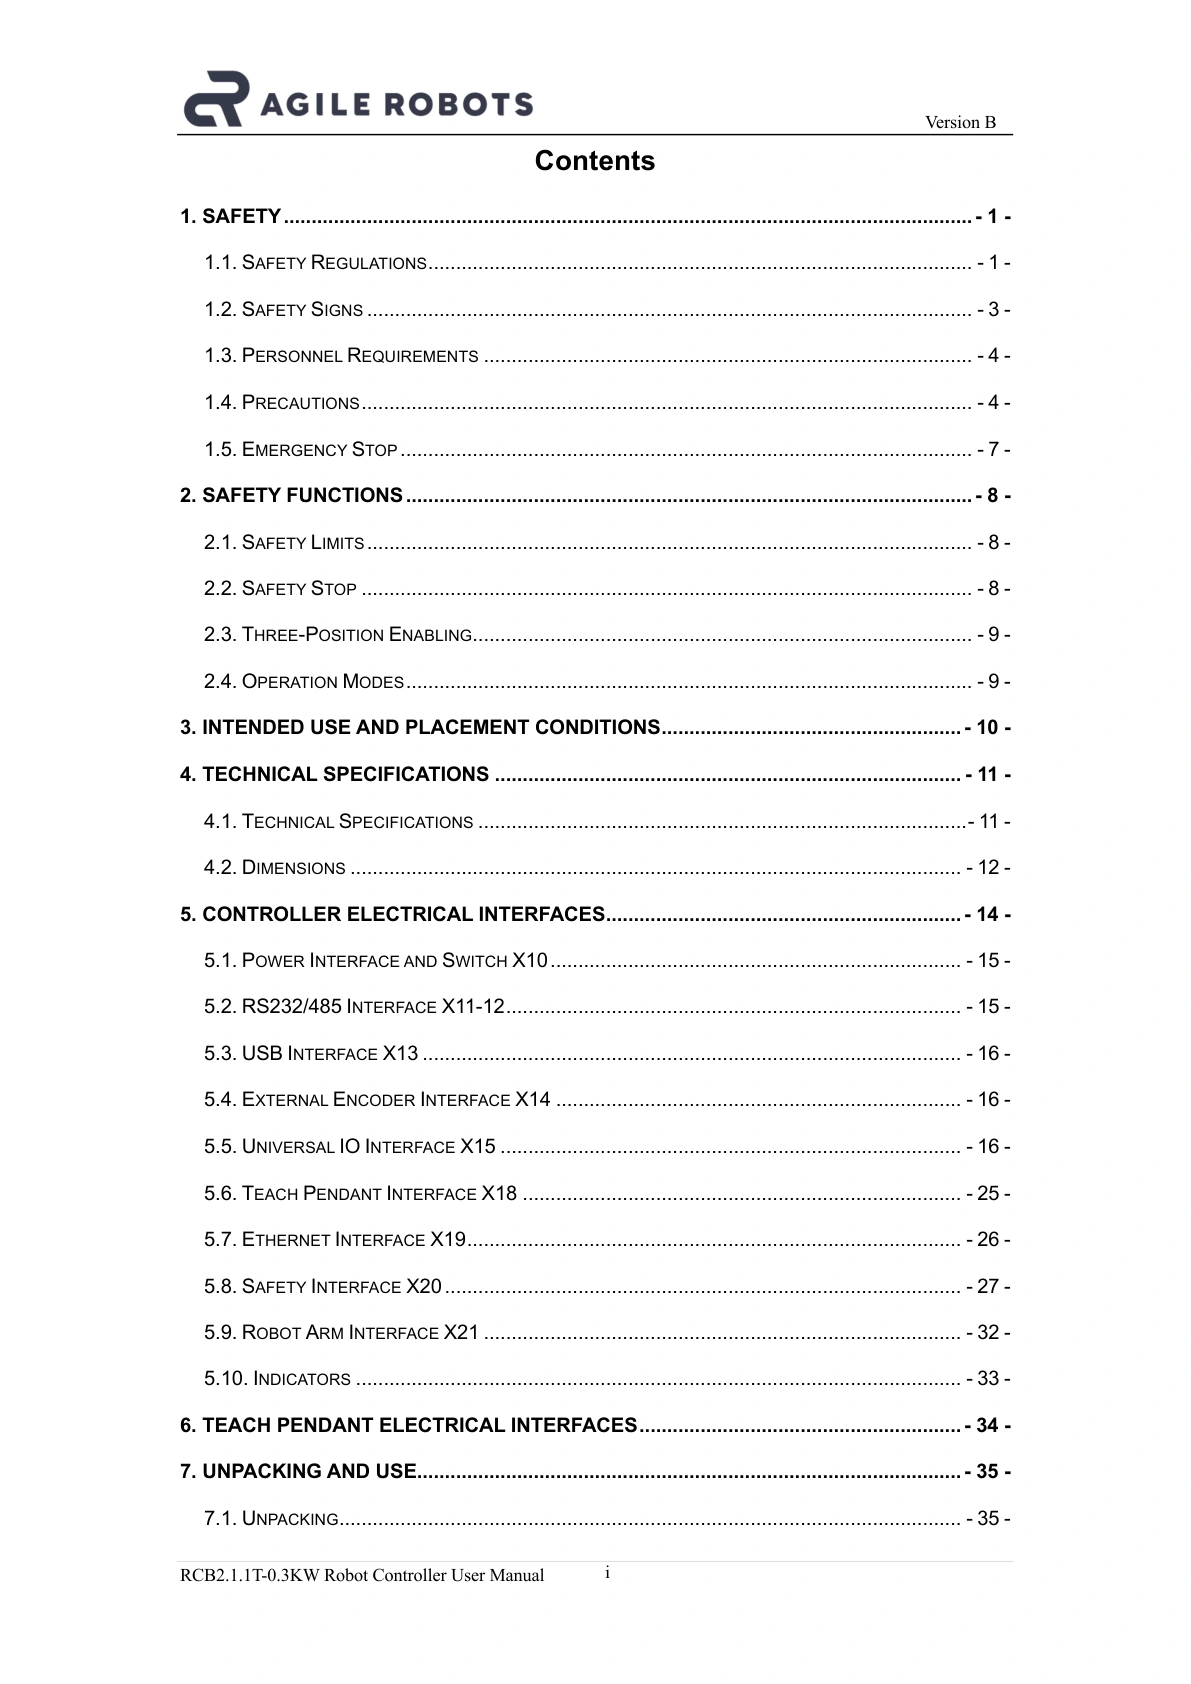 AGILE ROBOTS
Version B
Contents
1. SAFETY ........................................................................................................................ - 1 -
1.1. SAFETY REGULATIONS ................................................................................................ - 1 -
1.2. SAFETY SIGNS ............................................................................................................ - 3 -
1.3. PERSONNEL REQUIREMENTS ...................................................................................... - 4 -
1.4. PRECAUTIONS ............................................................................................................ - 4 -
1.5. EMERGENCY STOP ...................................................................................................... - 7 -
2. SAFETY FUNCTIONS .................................................................................................... - 8 -
2.1. SAFETY LIMITS ............................................................................................................ - 8 -
2.2. SAFETY STOP ............................................................................................................. - 8 -
2.3. THREE-POSITION ENABLING ........................................................................................ - 9 -
2.4. OPERATION MODES .................................................................................................... - 9 -
3. INTENDED USE AND PLACEMENT CONDITIONS ...................................................... - 10 -
4. TECHNICAL SPECIFICATIONS .................................................................................... - 11 -
4.1. TECHNICAL SPECIFICATIONS ...................................................................................... - 11 -
4.2. DIMENSIONS ............................................................................................................. - 12 -
5. CONTROLLER ELECTRICAL INTERFACES ................................................................ - 14 -
5.1. POWER INTERFACE AND SWITCH X10 ........................................................................ - 15 -
5.2. RS232/485 INTERFACE X11-12 .................................................................................. - 15 -
5.3. USB INTERFACE X13 ................................................................................................ - 16 -
5.4. EXTERNAL ENCODER INTERFACE X14 ........................................................................ - 16 -
5.5. UNIVERSAL IO INTERFACE X15 .................................................................................. - 16 -
5.6. TEACH PENDANT INTERFACE X18 .............................................................................. - 25 -
5.7. ETHERNET INTERFACE X19 ........................................................................................ - 26 -
5.8. SAFETY INTERFACE X20 ............................................................................................ - 27 -
5.9. ROBOT ARM INTERFACE X21 ...................................................................................... - 32 -
5.10. INDICATORS ............................................................................................................ - 33 -
6. TEACH PENDANT ELECTRICAL INTERFACES .......................................................... - 34 -
7. UNPACKING AND USE ................................................................................................ - 35 -
7.1. UNPACKING ............................................................................................................... - 35 -
RCB2.1.1T-0.3KW Robot Controller User Manual i